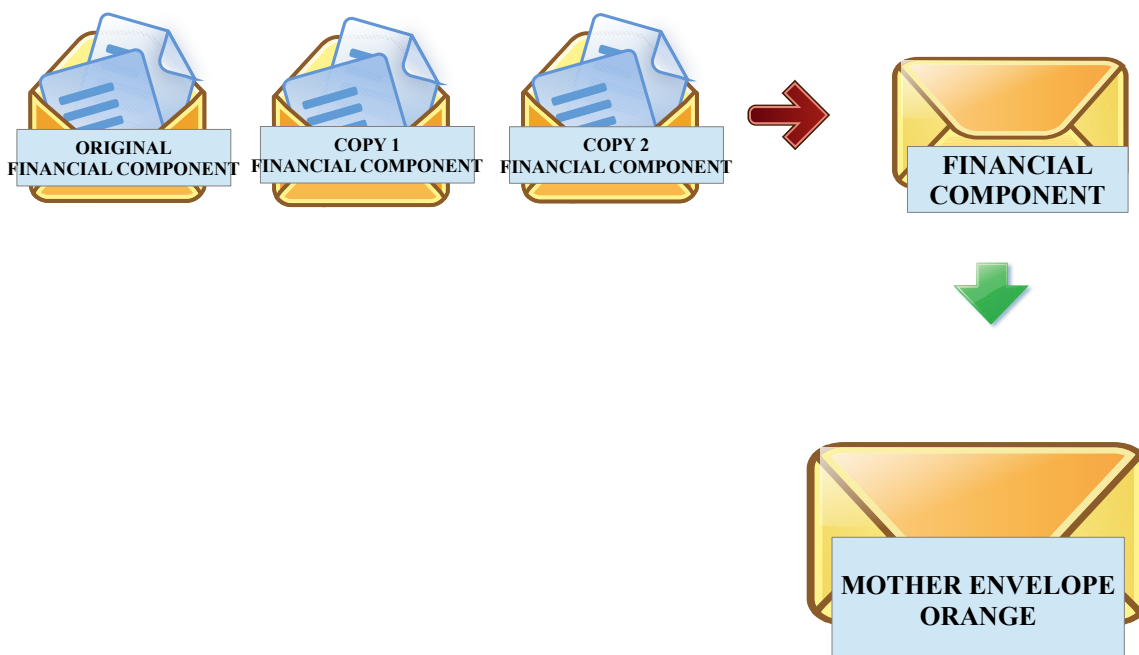 ORIGINAL
FINANCIAL COMPONENT
COPY 1
FINANCIAL COMPONENT
COPY 2
FINANCIAL COMPONENT
FINANCIAL
COMPONENT
MOTHER ENVELOPE
ORANGE